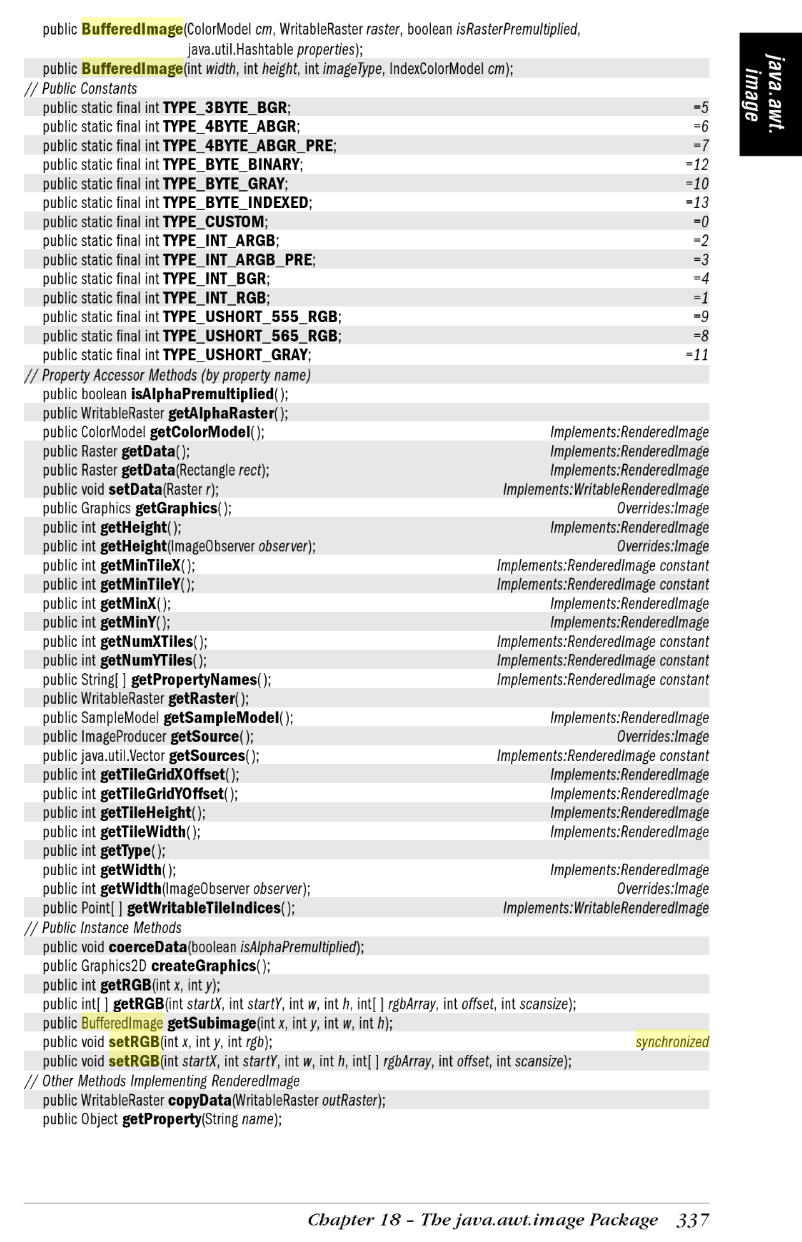 public BufferedImage(ColorModel cm, WritableRaster raster, boolean isRasterPremultiplied,
java.util.Hashtable properties);
public BufferedImage(int width, int height, int imageType, IndexColorModel cm);
// Public Constants
public static final int TYPE_3BYTE_BGR; =5
public static final int TYPE_4BYTE_ABGR; =6
public static final int TYPE_4BYTE_ABGR_PRE; =7
public static final int TYPE_BYTE_BINARY; =12
public static final int TYPE_BYTE_GRAY; =10
public static final int TYPE_BYTE_INDEXED; =13
public static final int TYPE_CUSTOM; =0
public static final int TYPE_INT_ARGB; =2
public static final int TYPE_INT_ARGB_PRE; =3
public static final int TYPE_INT_BGR; =4
public static final int TYPE_INT_RGB; =1
public static final int TYPE_USHORT_555_RGB; =9
public static final int TYPE_USHORT_565_RGB; =8
public static final int TYPE_USHORT_GRAY; =11
// Property Accessor Methods (by property name)
public boolean isAlphaPremultiplied( );
public WritableRaster getAlphaRaster( );
public ColorModel getColorModel( ); Implements:RenderedImage
public Raster getData( ); Implements:RenderedImage
public Raster getData(Rectangle rect); Implements:RenderedImage
public void setData(Raster r); Implements:WritableRenderedImage
public Graphics getGraphics( ); Overrides:Image
public int getHeight( ); Implements:RenderedImage
public int getHeight(ImageObserver observer); Overrides:Image
public int getMinTileX( ); Implements:RenderedImage constant
public int getMinTileY( ); Implements:RenderedImage constant
public int getMinX( ); Implements:RenderedImage
public int getMinY( ); Implements:RenderedImage
public int getNumXTiles( ); Implements:RenderedImage constant
public int getNumYTiles( ); Implements:RenderedImage constant
public String[ ] getPropertyNames( ); Implements:RenderedImage constant
public WritableRaster getRaster( );
public SampleModel getSampleModel( ); Implements:RenderedImage
public ImageProducer getSource( ); Overrides:Image
public java.util.Vector getSources( ); Implements:RenderedImage constant
public int getTileGridXOffset( ); Implements:RenderedImage
public int getTileGridYOffset( ); Implements:RenderedImage
public int getTileHeight( ); Implements:RenderedImage
public int getTileWidth( ); Implements:RenderedImage
public int getType( );
public int getWidth( ); Implements:RenderedImage
public int getWidth(ImageObserver observer); Overrides:Image
public Point[ ] getWritableTileIndices( ); Implements:WritableRenderedImage
// Public Instance Methods
public void coerceData(boolean isAlphaPremultiplied);
public Graphics2D createGraphics( );
public int getRGB(int x, int y);
public int[ ] getRGB(int startX, int startY, int w, int h, int[ ] rgbArray, int offset, int scansize);
public BufferedImage getSubimage(int x, int y, int w, int h);
public void setRGB(int x, int y, int rgb); synchronized
public void setRGB(int startX, int startY, int w, int h, int[ ] rgbArray, int offset, int scansize);
// Other Methods Implementing RenderedImage
public WritableRaster copyData(WritableRaster outRaster);
public Object getProperty(String name);
java.awt.
image
Chapter 18 – The java.awt.image Package 337